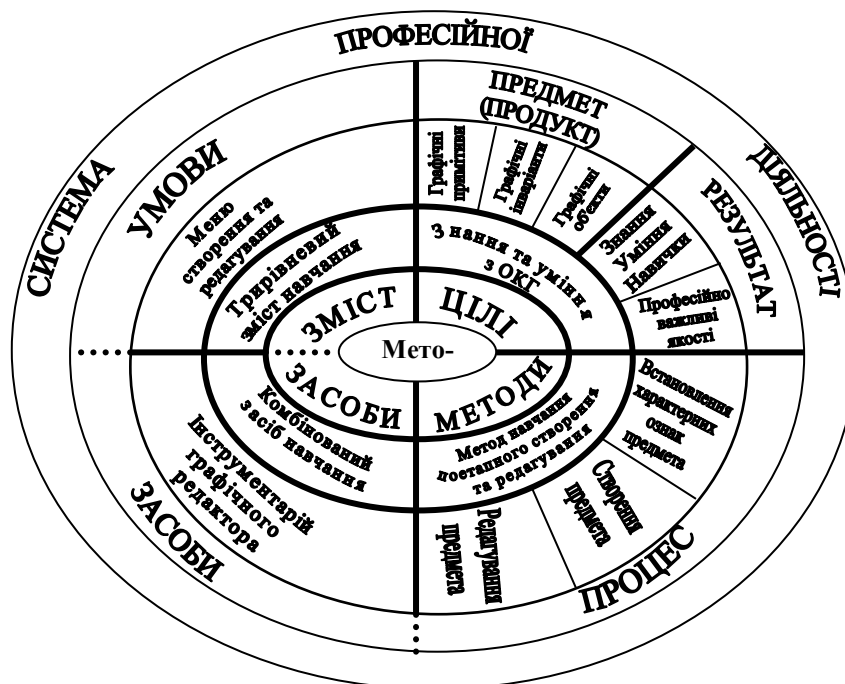 СИСТЕМА
ПРОФЕСІЙНОЇ
ДІЯЛЬНОСТІ
УМОВИ
ПРЕДМЕТ
(ПРОДУКТ)
РЕЗУЛЬТАТ
Меню
створення та
редагування
Графічні
примітиви
Графічні
інваріанти
Графічні
об'єкти
Знання
Уміння
Навички
Професійно
важливі
якості
Трирівневий
зміст навчання
Знання та уміння
з ОКГ
ЗМІСТ
ЦІЛІ
Мето-
ЗАСОБИ
МЕТОДИ
Комбінований
засіб навчання
Метод навчання
поетапного створення
та редагування
Інструментарій
графічного
редактора
Встановлення
характерних
ознак
предмета
Створення
предмета
Редагування
предмета
ЗАСОБИ
ПРОЦЕС